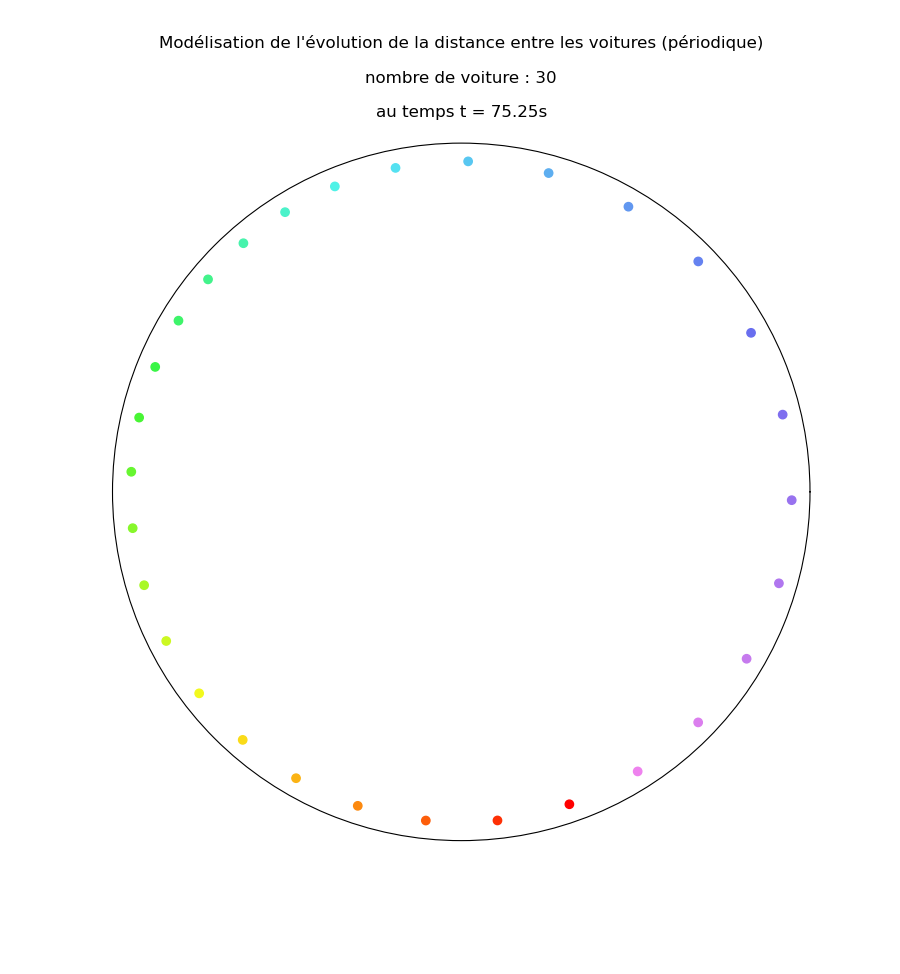 Modélisation de l'évolution de la distance entre les voitures (périodique)
nombre de voiture : 30
au temps t = 75.25s